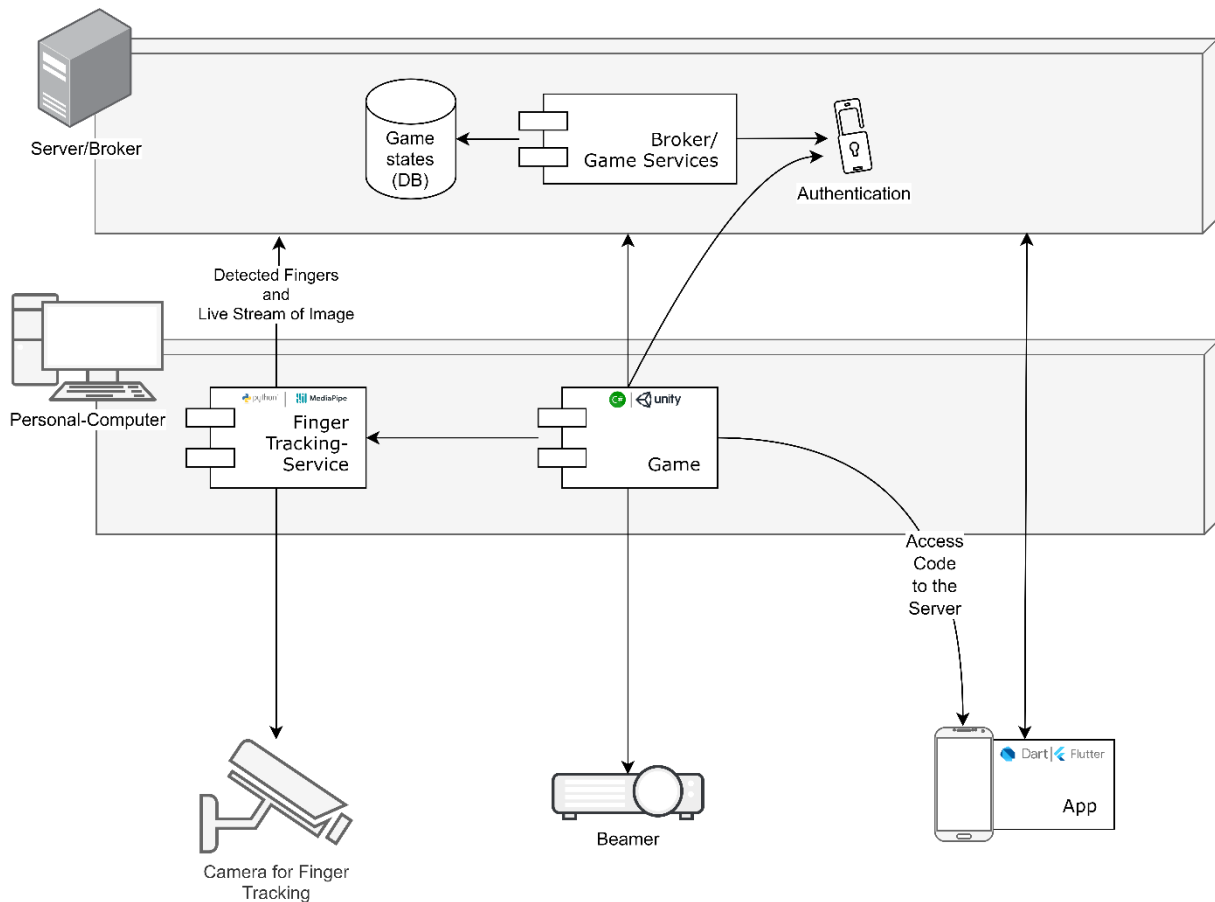 Server/Broker
Game
states
(DB)
Broker/
Game Services
Authentication
Detected Fingers
and
Live Stream of Image
Personal-Computer
python
MediaPipe
Finger
Tracking-
Service
C#
unity
Game
Access
Code
to the
Server
Dart
Flutter
App
Beamer
Camera for Finger
Tracking